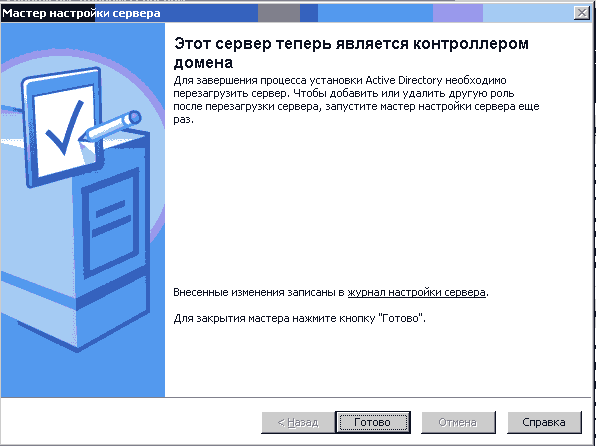 Мастер настройки сервера
Этот сервер теперь является контроллером
домена
Для завершения процесса установки Active Directory необходимо
перезагрузить сервер. Чтобы добавить или удалить другую роль
после перезагрузки сервера, запустите мастер настройки сервера еще
раз.
Внесенные изменения записаны в журнал настройки сервера.
Для закрытия мастера нажмите кнопку "Готово".
< Назад Готово Отмена Справка